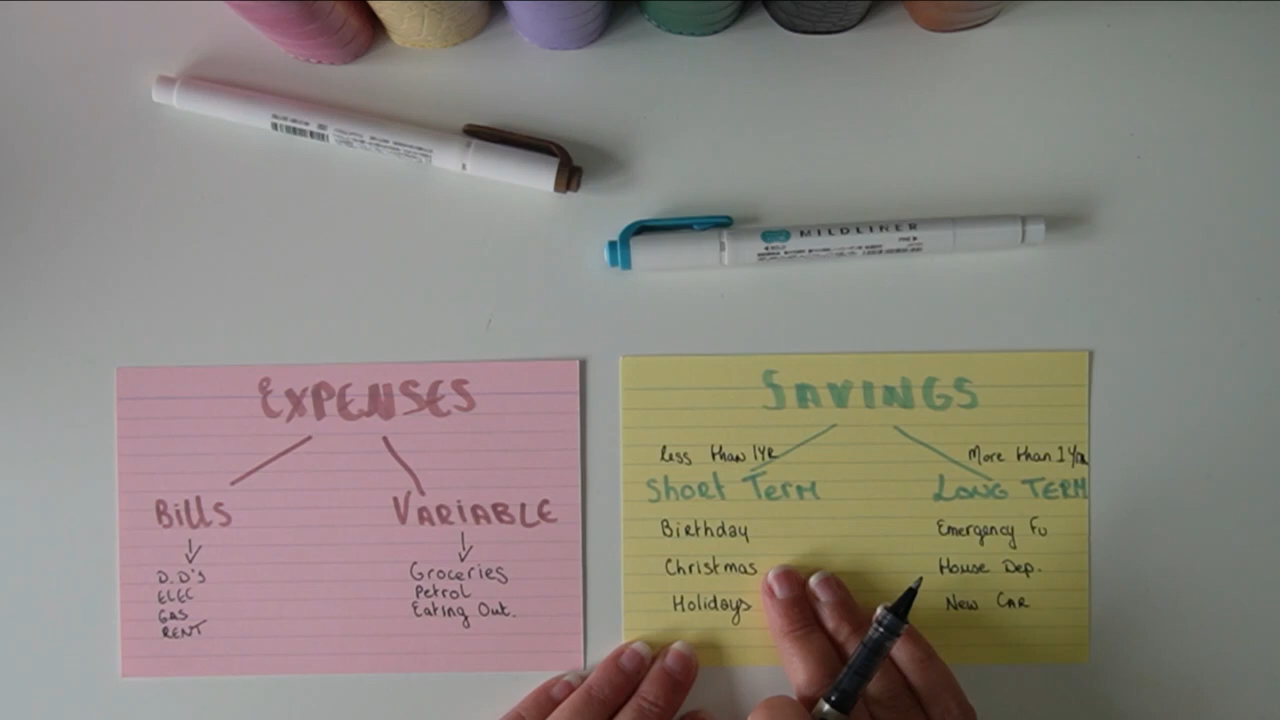 MILDLINER
EXPENSES
Bills
VARIABLE
D.D's
ELEC
GAS
RENT
Groceries
Petrol
Eating Out.
SAVINGS
less than 1YR
More than 1Yr
Short Term
LONG TERM
Birthday
Christmas
Holidays
Emergency Fu
House Dep.
New Car